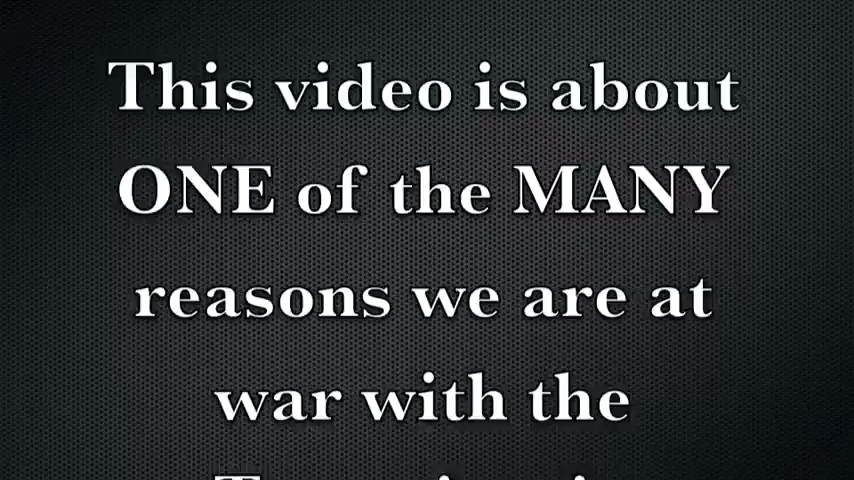 This video is about
ONE of the MANY
reasons we are at
war with the